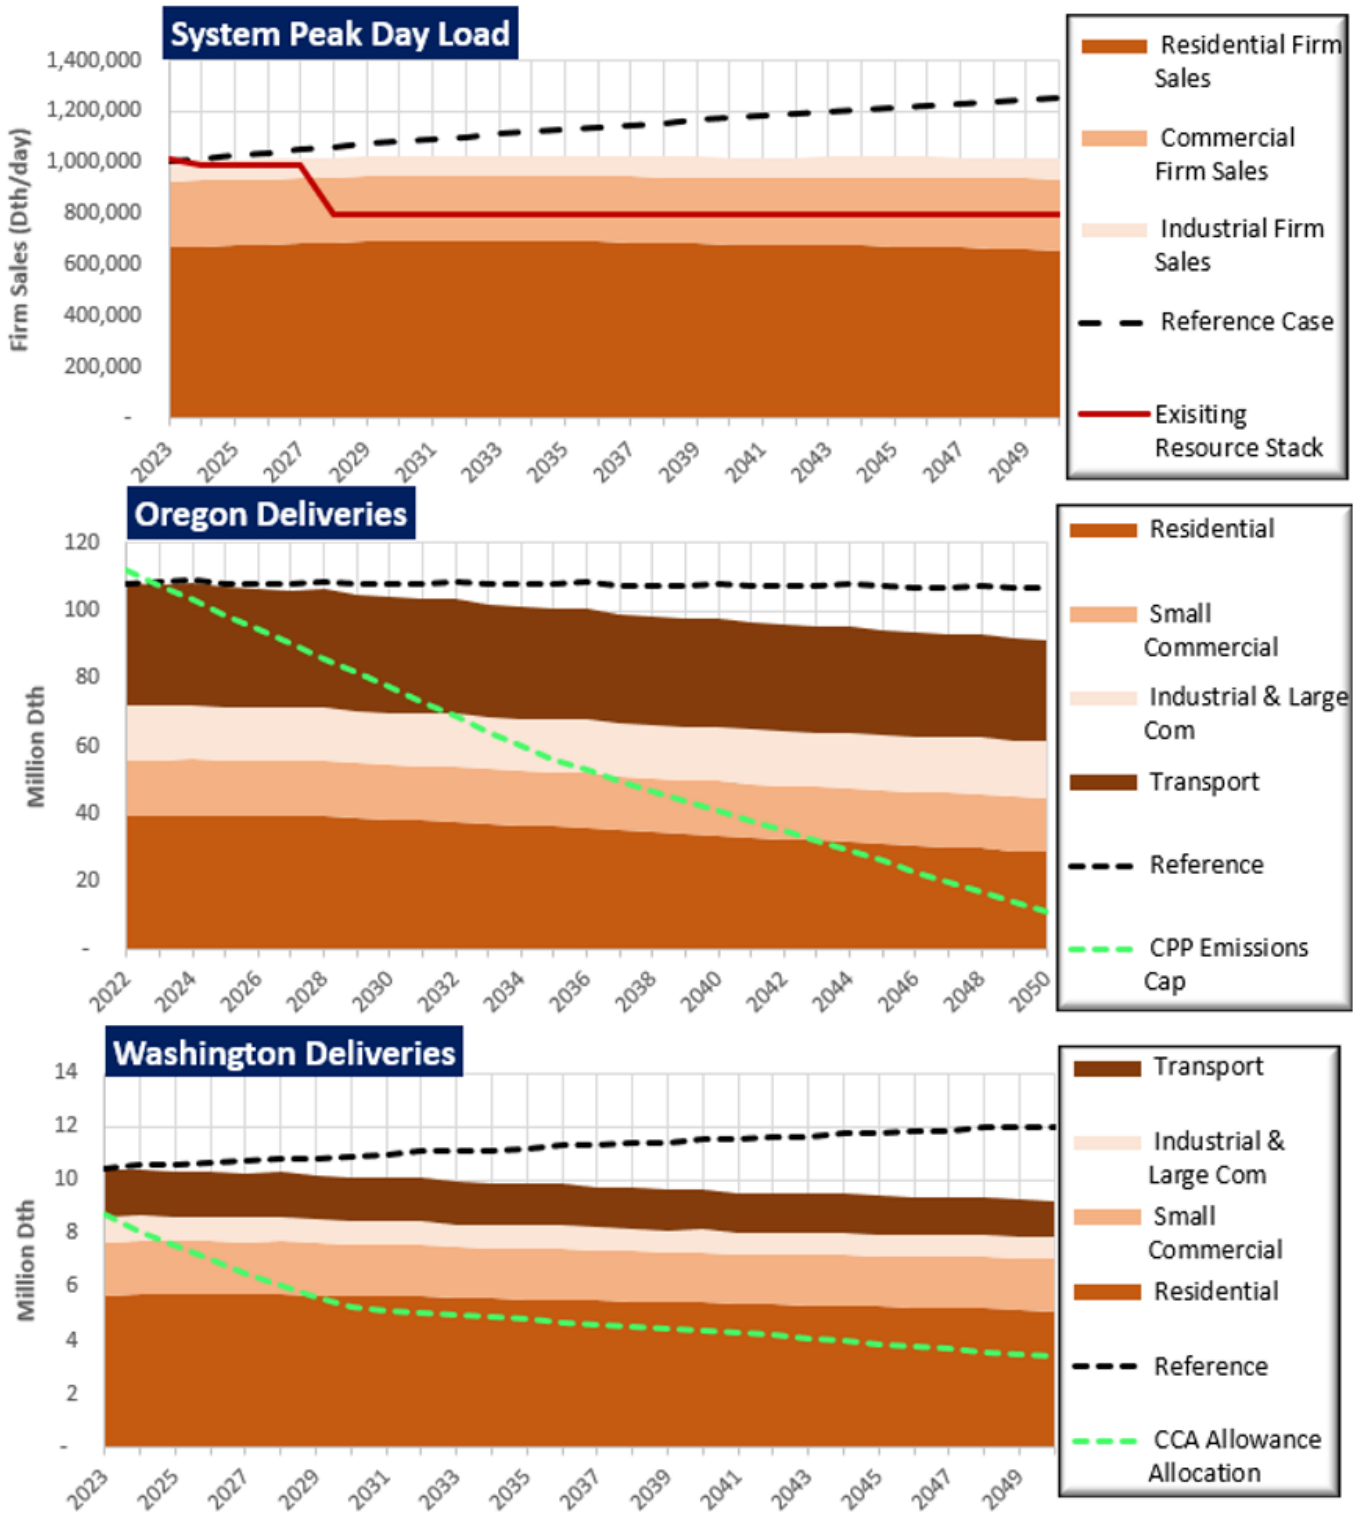 System Peak Day Load
Firm Sales (Dth/day)
1,400,000
1,200,000
1,000,000
800,000
600,000
400,000
200,000
-
2023
2025
2027
2029
2031
2033
2035
2037
2039
2041
2043
2045
2047
2049
Residential Firm
Sales
Commercial
Firm Sales
Industrial Firm
Sales
Reference Case
Exisiting
Resource Stack
Oregon Deliveries
Million Dth
120
100
80
60
40
20
-
2022
2024
2026
2028
2030
2032
2034
2036
2038
2040
2042
2044
2046
2048
2050
Residential
Small
Commercial
Industrial & Large
Com
Transport
Reference
CPP Emissions
Cap
Washington Deliveries
Million Dth
14
12
10
8
6
4
2
-
2023
2025
2027
2029
2031
2033
2035
2037
2039
2041
2043
2045
2047
2049
Transport
Industrial &
Large Com
Small
Commercial
Residential
Reference
CCA Allowance
Allocation